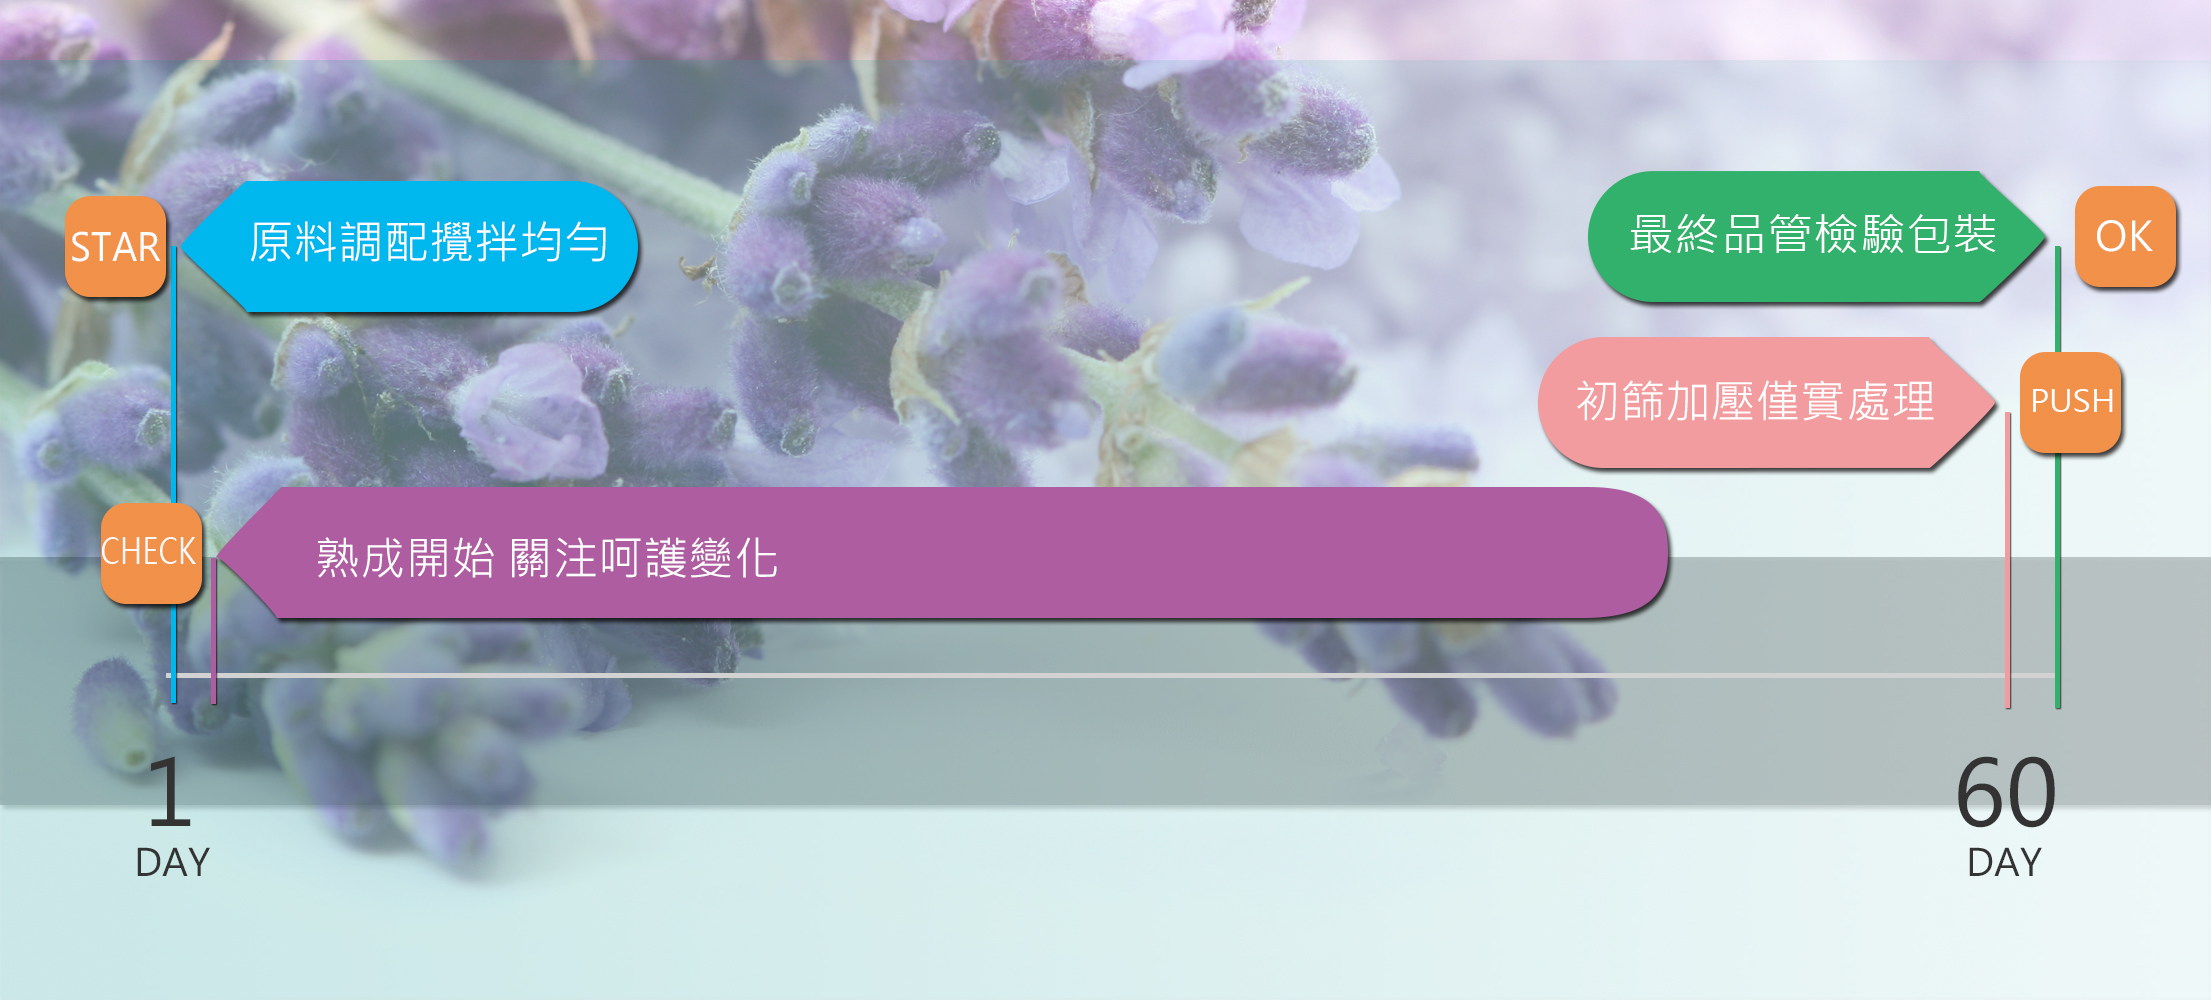 STAR
原料調配攪拌均勻
最終品管檢驗包裝
OK
初篩加壓僅實處理
PUSH
CHECK
熟成開始 關注呵護變化
1
DAY
60
DAY